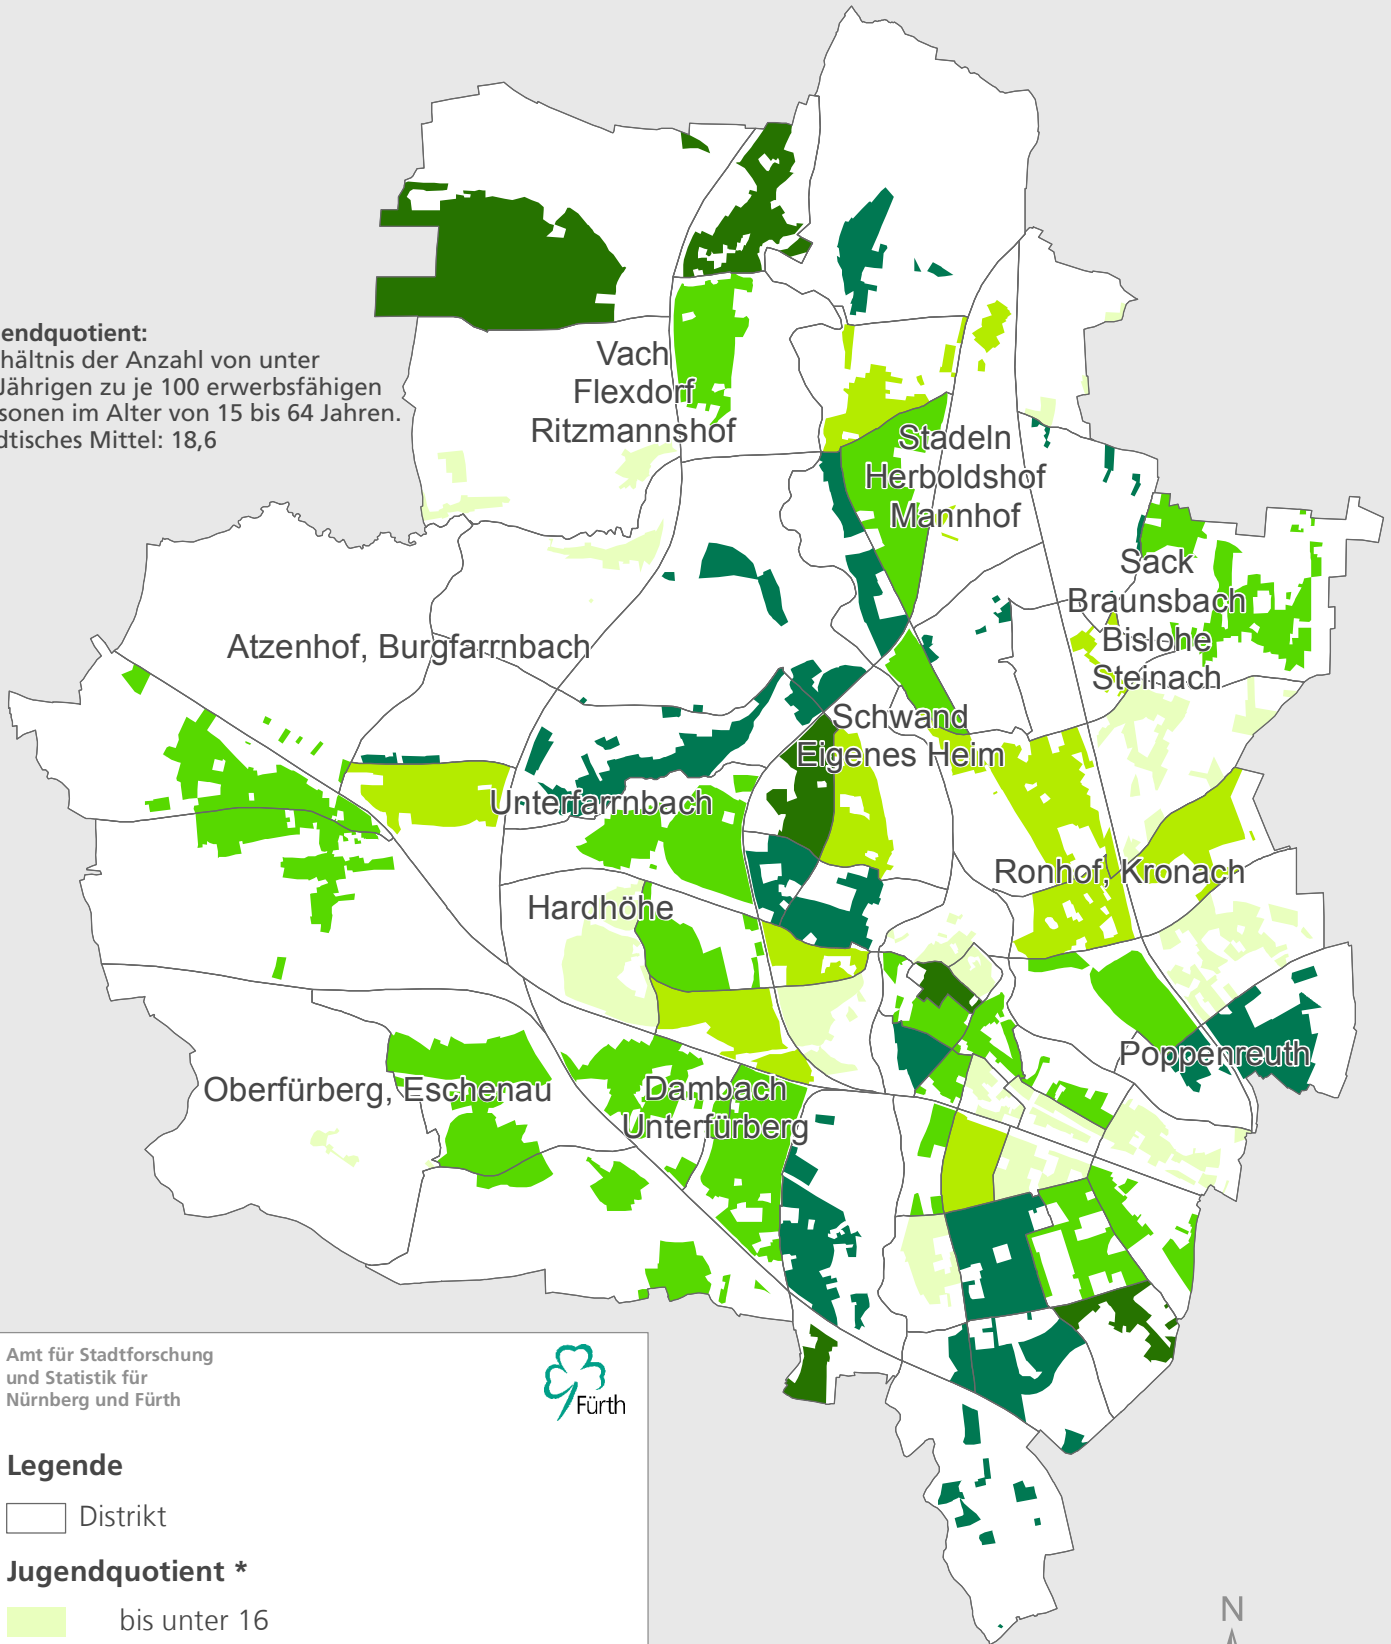 endquotient:
hältnis der Anzahl von unter
Jährigen zu je 100 erwerbsfähigen
sonen im Alter von 15 bis 64 Jahren.
dtisches Mittel: 18,6
Vach
Flexdorf
Ritzmannshof
Stadeln
Herboldshof
Mannhof
Sack
Braunsbach
Bislohe
Steinach
Atzenhof, Burgfarrnbach
Schwand
Eigenes Heim
Unterfarrnbach
Ronhof, Kronach
Hardhöhe
Poppenreuth
Oberfürberg, Eschenau
Dambach
Unterfürberg
Amt für Stadtforschung
und Statistik für
Nürnberg und Fürth
Fürth
Legende
Distrikt
Jugendquotient *
bis unter 16
N